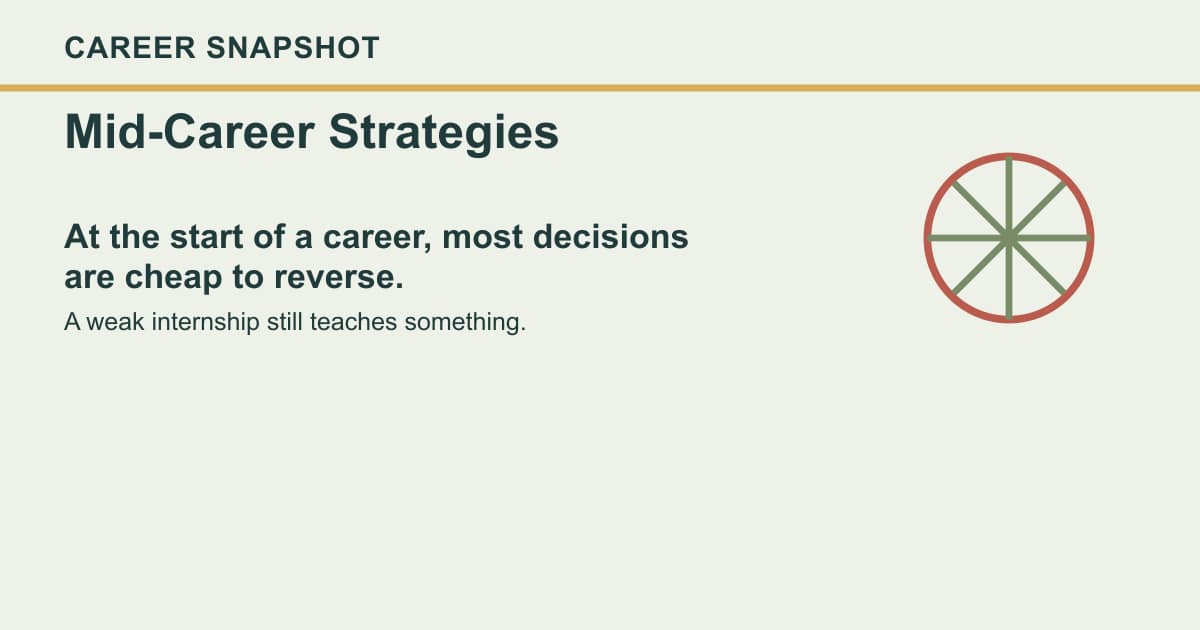 CAREER SNAPSHOT
Mid-Career Strategies
At the start of a career, most decisions
are cheap to reverse.
A weak internship still teaches something.